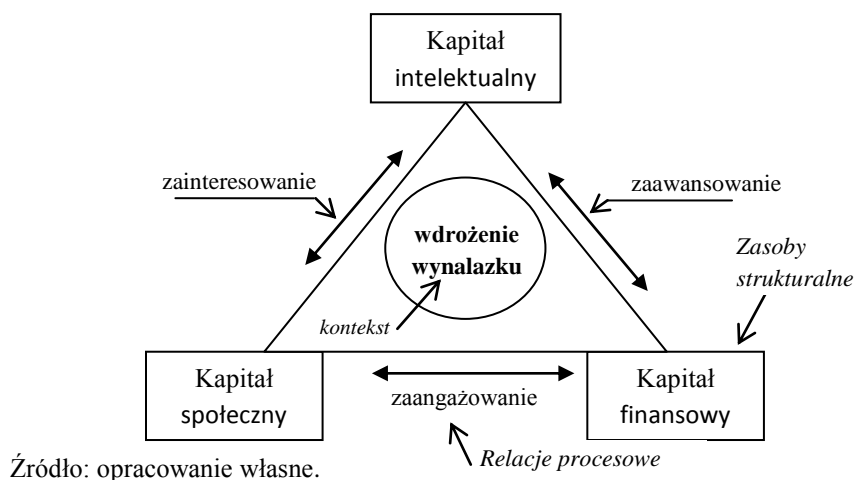 Kapitał
intelektualny
zainteresowanie
zaawansowanie
wdrożenie
wynalazku
Zasoby
strukturalne
kontekst
Kapitał
społeczny
zaangażowanie
Kapitał
finansowy
Relacje procesowe
Źródło: opracowanie własne.